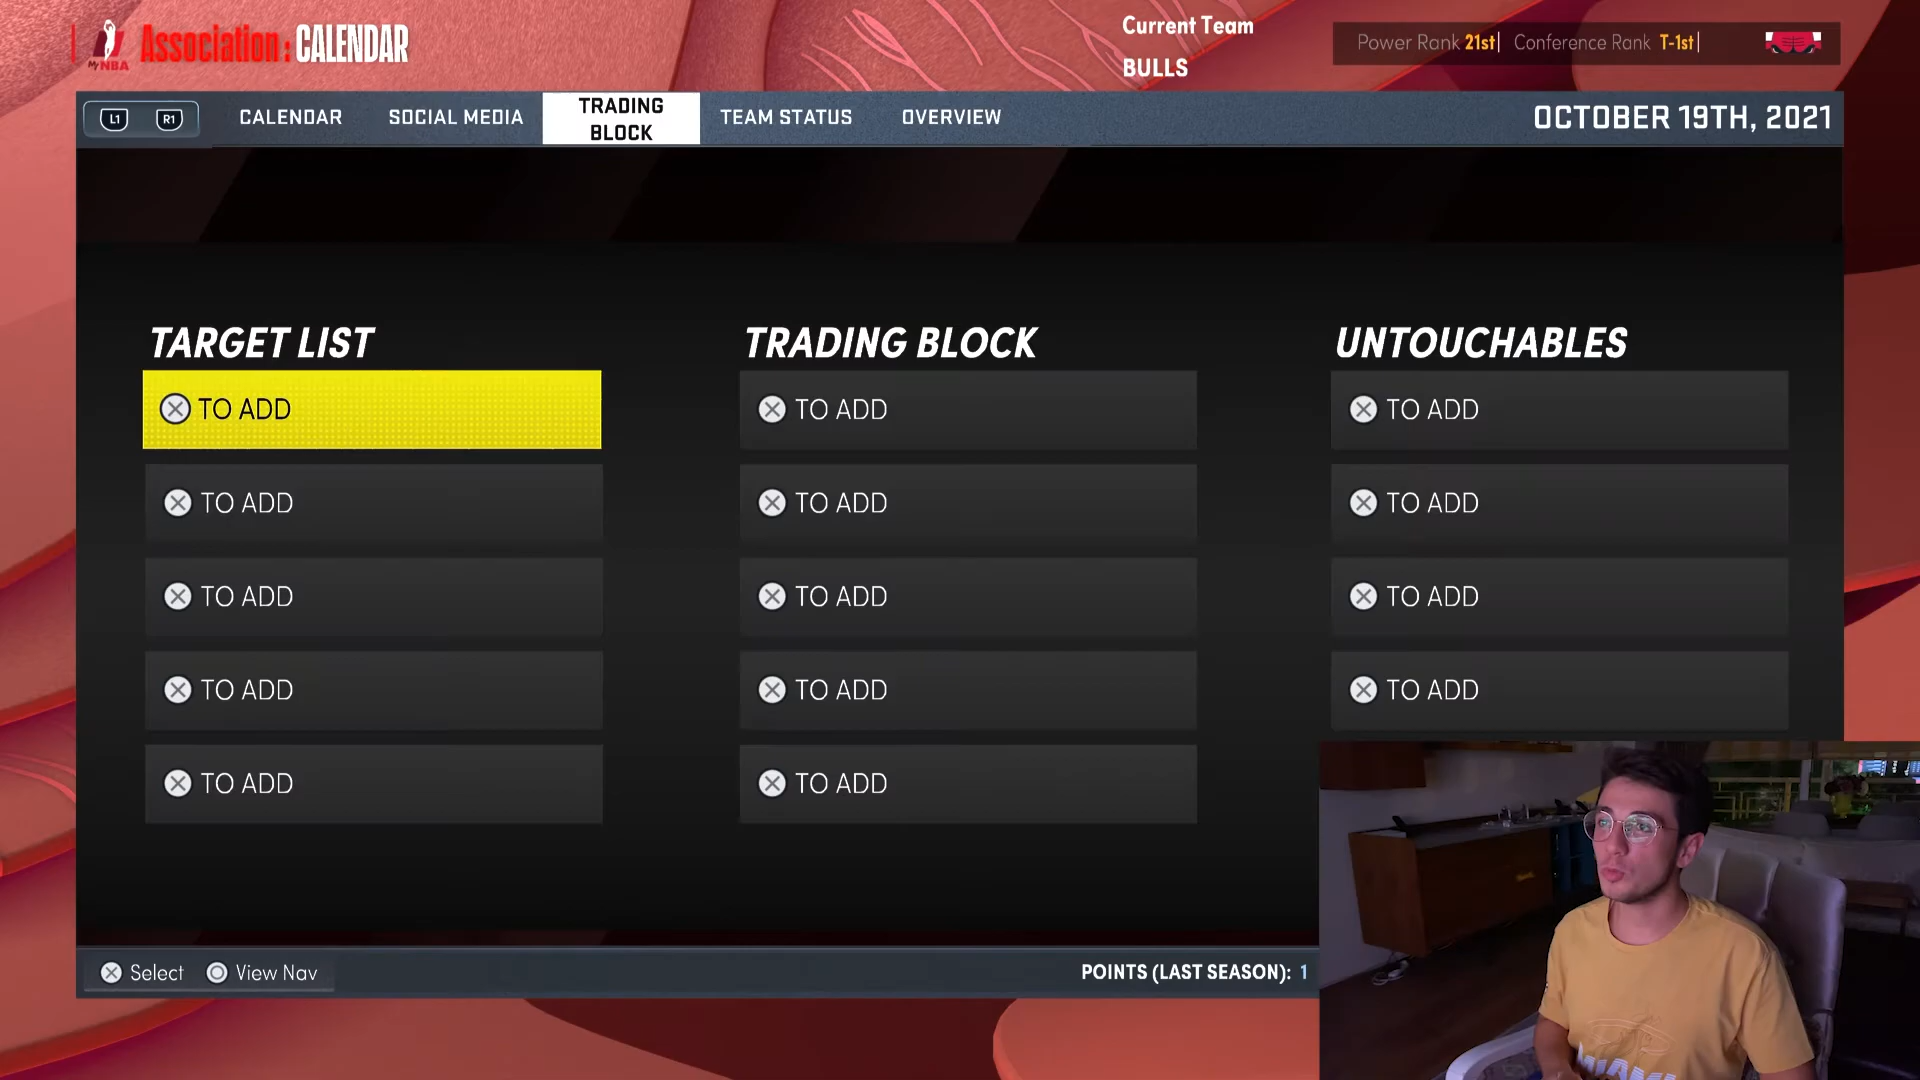 Association: CALENDAR
MyNBA
Current Team
BULLS
Power Rank 21st| Conference Rank T-1st|
L1 R1 CALENDAR SOCIAL MEDIA TRADING BLOCK TEAM STATUS OVERVIEW OCTOBER 19TH, 2021
TARGET LIST TRADING BLOCK UNTOUCHABLES
TO ADD TO ADD TO ADD
TO ADD TO ADD TO ADD
TO ADD TO ADD TO ADD
TO ADD TO ADD TO ADD
TO ADD TO ADD
Select View Nav POINTS (LAST SEASON): 1